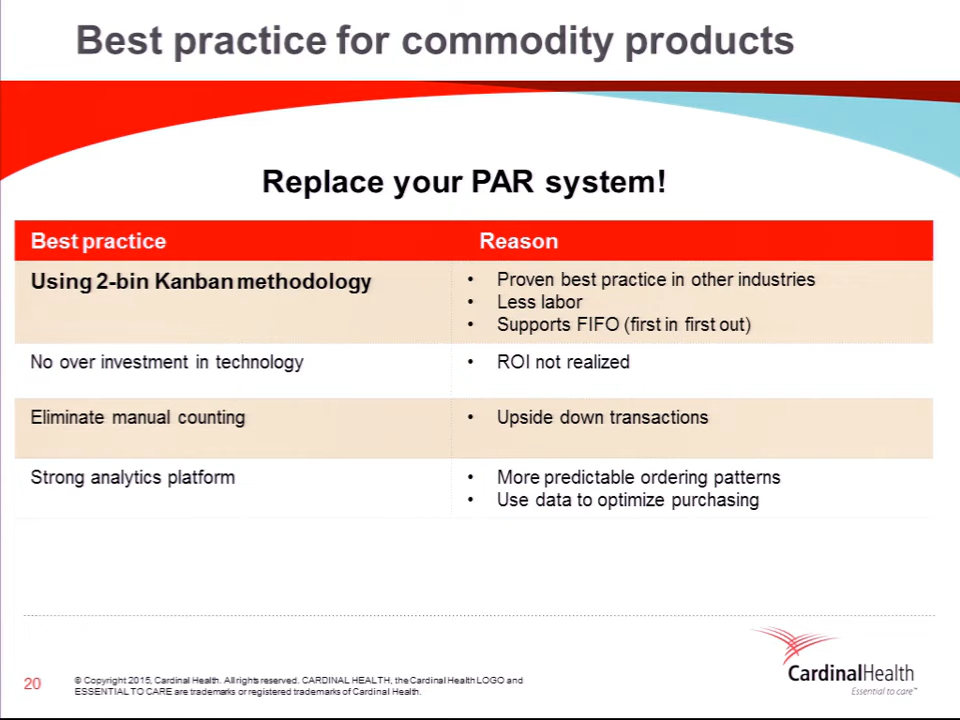 Best practice for commodity products
Replace your PAR system!
Best practice Reason
Using 2-bin Kanban methodology
• Proven best practice in other industries
• Less labor
• Supports FIFO (first in first out)
No over investment in technology
• ROI not realized
Eliminate manual counting
• Upside down transactions
Strong analytics platform
• More predictable ordering patterns
• Use data to optimize purchasing
20
© Copyright 2015, Cardinal Health. All rights reserved. CARDINAL HEALTH, the Cardinal Health LOGO and
ESSENTIAL TO CARE are trademarks or registered trademarks of Cardinal Health.
CardinalHealth
Essential to care™